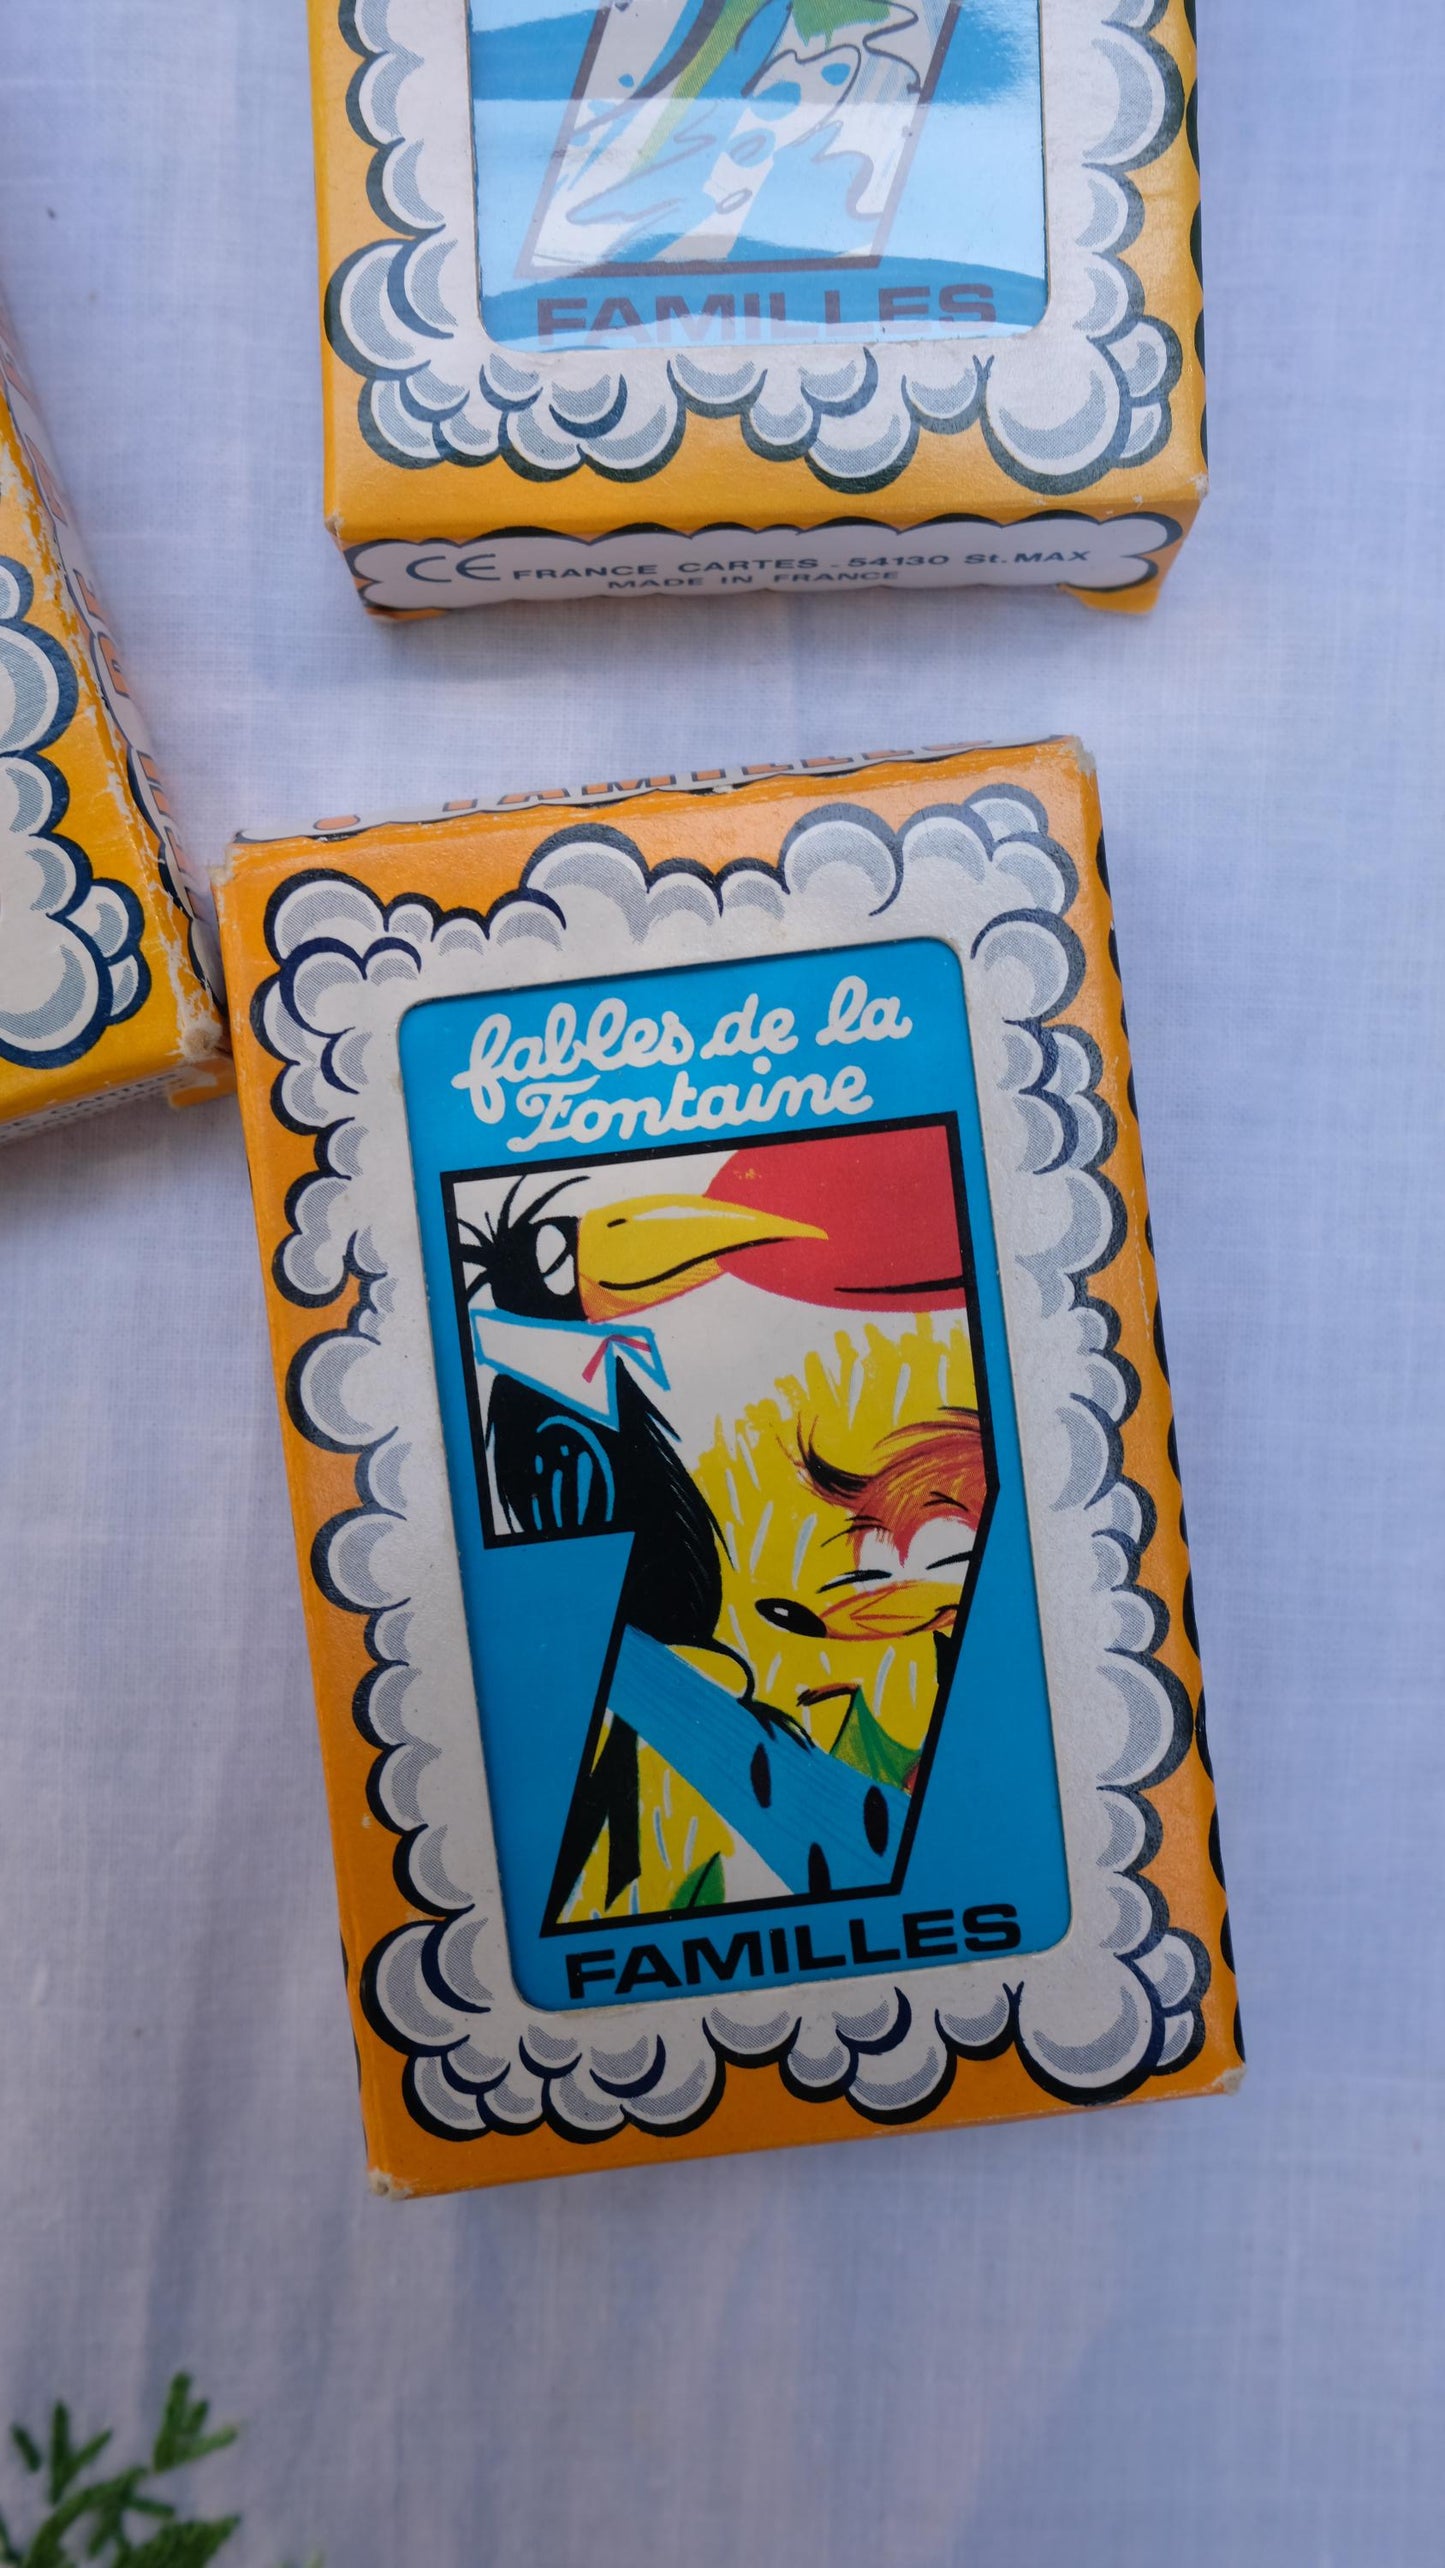 FAMILLES
CE FRANCE CARTES - 54130 St. MAX
MADE IN FRANCE
FAMILLES
fables de la
Fontaine
7
FAMILLES